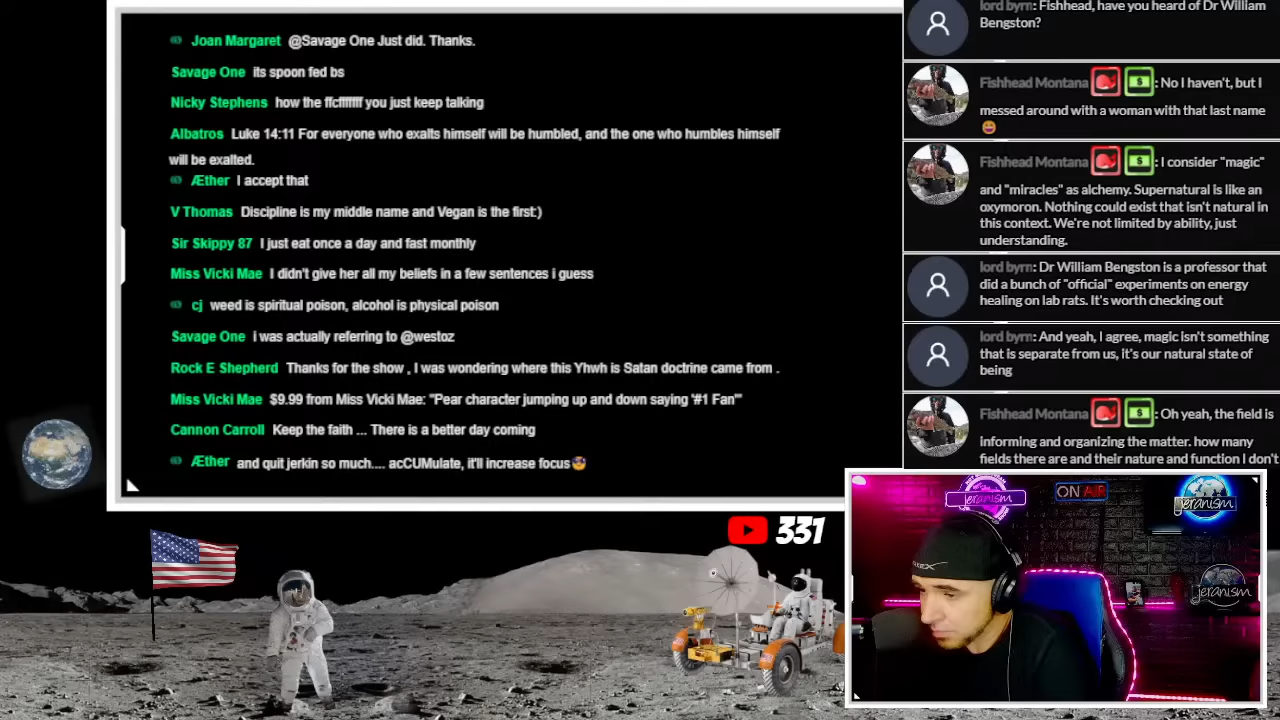 Joan Margaret @Savage One Just did. Thanks.
Savage One its spoon fed bs
Nicky Stephens how the ffcfffffff you just keep talking
Albatros Luke 14:11 For everyone who exalts himself will be humbled, and the one who humbles himself
will be exalted.
Æther I accept that
V Thomas Discipline is my middle name and Vegan is the first:)
Sir Skippy 87 I just eat once a day and fast monthly
Miss Vicki Mae I didn't give her all my beliefs in a few sentences i guess
cj weed is spiritual poison, alcohol is physical poison
Savage One i was actually referring to @westoz
Rock E Shepherd Thanks for the show , I was wondering where this Yhwh is Satan doctrine came from .
Miss Vicki Mae $9.99 from Miss Vicki Mae: "Pear character jumping up and down saying '#1 Fan'"
Cannon Carroll Keep the faith ... There is a better day coming
Æther and quit jerkin so much.... acCUMulate, it'll increase focus
lord byrn: Fishhead, have you heard of Dr William
Bengston?
Fishhead Montana : No I haven't, but I
messed around with a woman with that last name
Fishhead Montana : I consider "magic"
and "miracles" as alchemy. Supernatural is like an
oxymoron. Nothing could exist that isn't natural in
this context. We're not limited by ability, just
understanding.
lord byrn: Dr William Bengston is a professor that
did a bunch of "official" experiments on energy
healing on lab rats. It's worth checking out
lord byrn: And yeah, I agree, magic isn't something
that is separate from us, it's our natural state of
being
Fishhead Montana : Oh yeah, the field is
informing and organizing the matter. how many
fields there are and their nature and function I don't
331
jeranism
ON AIR
jeranism
jeranism